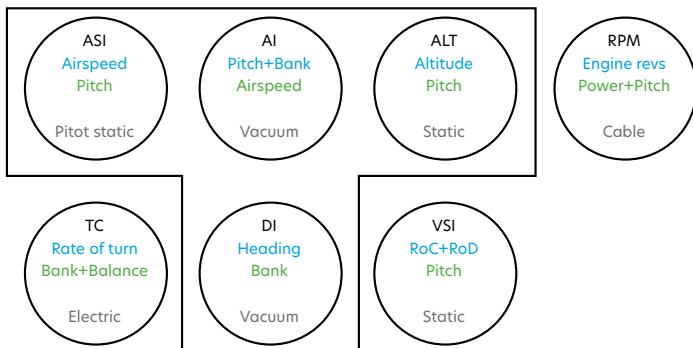 ASI
Airspeed
Pitch
Pitot static
AI
Pitch+Bank
Airspeed
Vacuum
ALT
Altitude
Pitch
Static
RPM
Engine revs
Power+Pitch
Cable
TC
Rate of turn
Bank+Balance
Electric
DI
Heading
Bank
Vacuum
VSI
RoC+RoD
Pitch
Static